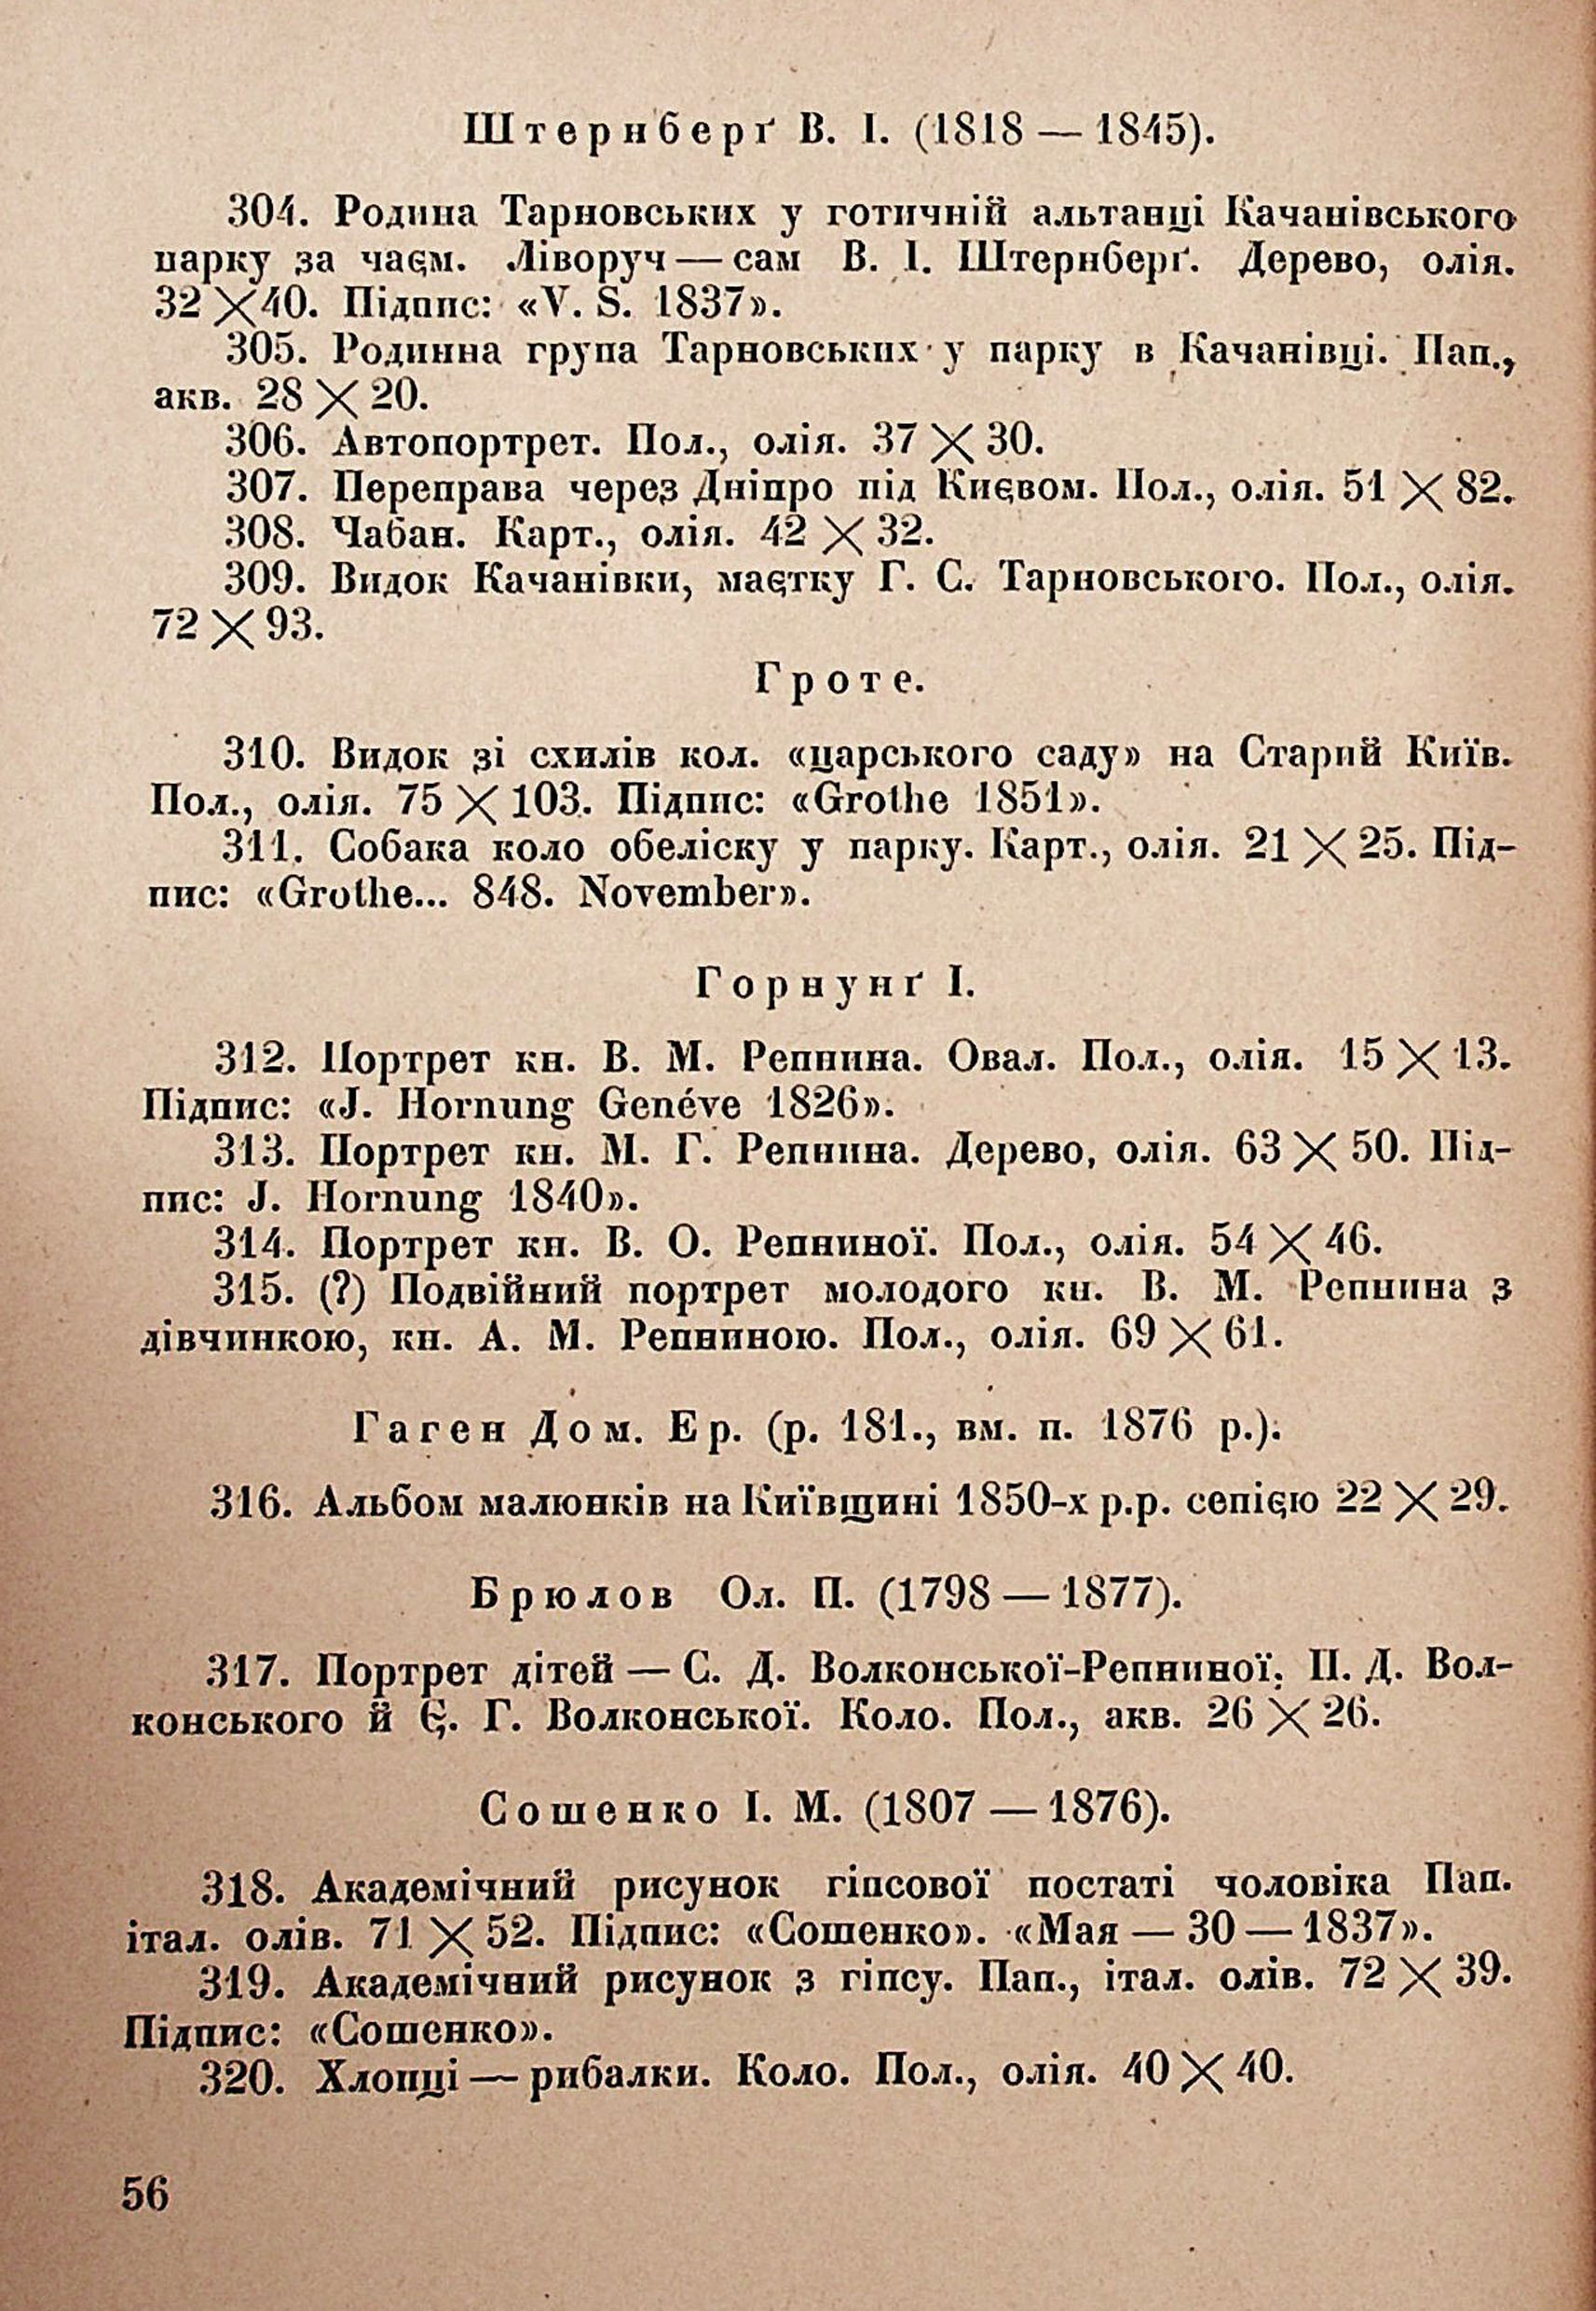 Штернберґ В. І. (1818 — 1845).
304. Родина Тарновських у готичній альтанці Качанівського
парку за чаєм. Ліворуч — сам В. І. Штернберґ. Дерево, олія.
32 × 40. Підпис: «V. S. 1837».
305. Родинна група Тарновських у парку в Качанівці. Пап.,
акв. 28 × 20.
306. Автопортрет. Пол., олія. 37 × 30.
307. Переправа через Дніпро під Києвом. Пол., олія. 51 × 82.
308. Чабан. Карт., олія. 42 × 32.
309. Видок Качанівки, маєтку Г. С. Тарновського. Пол., олія.
72 × 93.
Гроте.
310. Видок зі схилів кол. «царського саду» на Старий Київ.
Пол., олія. 75 × 103. Підпис: «Grothe 1851».
311. Собака коло обеліску у парку. Карт., олія. 21 × 25. Під-
пис: «Grothe... 848. November».
Горнунґ І.
312. Портрет кн. В. М. Репнина. Овал. Пол., олія. 15 × 13.
Підпис: «J. Hornung Genéve 1826».
313. Портрет кн. М. Г. Репнина. Дерево, олія. 63 × 50. Під-
пис: J. Hornung 1840».
314. Портрет кн. В. О. Репниної. Пол., олія. 54 × 46.
315. (?) Подвійний портрет молодого кн. В. М. Репнина з
дівчинкою, кн. А. М. Репниною. Пол., олія. 69 × 61.
Гаген Дом. Ер. (р. 181., вм. п. 1876 р.).
316. Альбом малюнків на Київщині 1850-х р.р. сепією 22 × 29.
Брюлов Ол. П. (1798 — 1877).
317. Портрет дітей — С. Д. Волконської-Репниної, П. Д. Вол-
конського й Є. Г. Волконської. Коло. Пол., акв. 26 × 26.
Сошенко І. М. (1807 — 1876).
318. Академічний рисунок гіпсової постаті чоловіка Пап.
італ. олів. 71 × 52. Підпис: «Сошенко». «Мая — 30 — 1837».
319. Академічний рисунок з гіпсу. Пап., італ. олів. 72 × 39.
Підпис: «Сошенко».
320. Хлопці — рибалки. Коло. Пол., олія. 40 × 40.
56